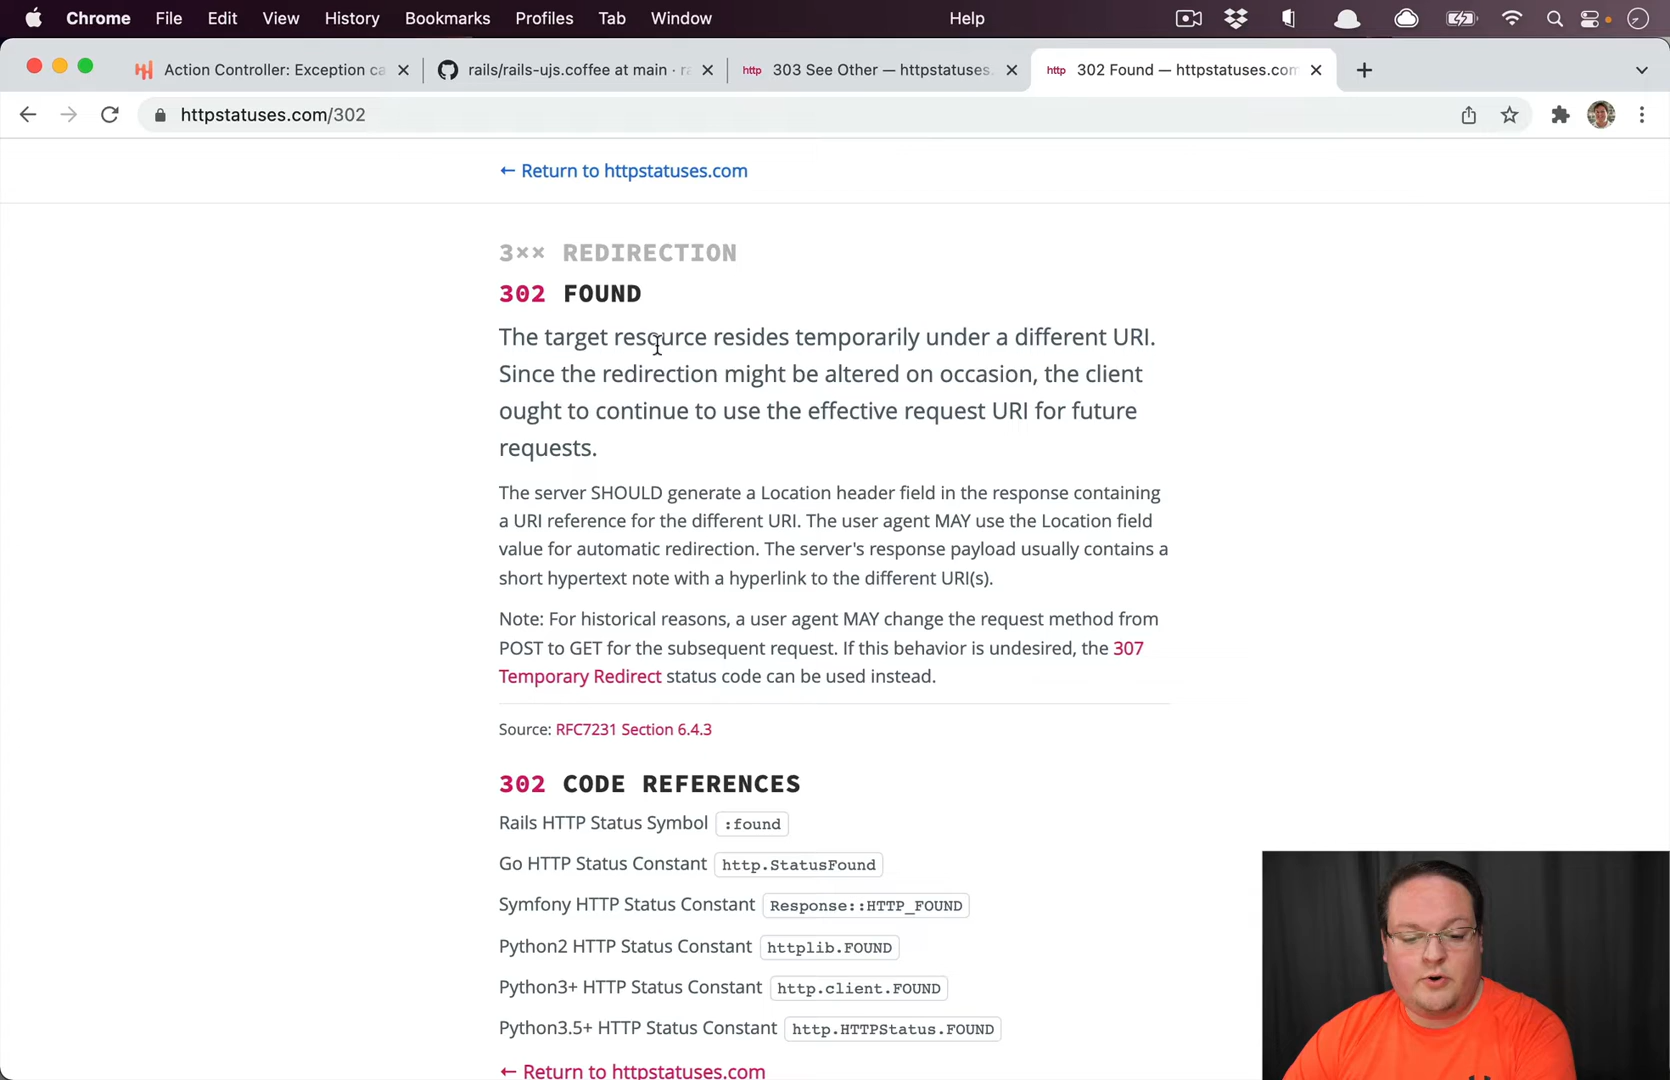 Chrome File Edit View History Bookmarks Profiles Tab Window Help
Action Controller: Exception ca
rails/rails-ujs.coffee at main · ra
http 303 See Other — httpstatuses.
http 302 Found — httpstatuses.com
httpstatuses.com/302
← Return to httpstatuses.com
3×× REDIRECTION
302 FOUND
The target resource resides temporarily under a different URI.
Since the redirection might be altered on occasion, the client
ought to continue to use the effective request URI for future
requests.
The server SHOULD generate a Location header field in the response containing
a URI reference for the different URI. The user agent MAY use the Location field
value for automatic redirection. The server's response payload usually contains a
short hypertext note with a hyperlink to the different URI(s).
Note: For historical reasons, a user agent MAY change the request method from
POST to GET for the subsequent request. If this behavior is undesired, the 307
Temporary Redirect status code can be used instead.
Source: RFC7231 Section 6.4.3
302 CODE REFERENCES
Rails HTTP Status Symbol :found
Go HTTP Status Constant http.StatusFound
Symfony HTTP Status Constant Response::HTTP_FOUND
Python2 HTTP Status Constant httplib.FOUND
Python3+ HTTP Status Constant http.client.FOUND
Python3.5+ HTTP Status Constant http.HTTPStatus.FOUND
← Return to httpstatuses.com